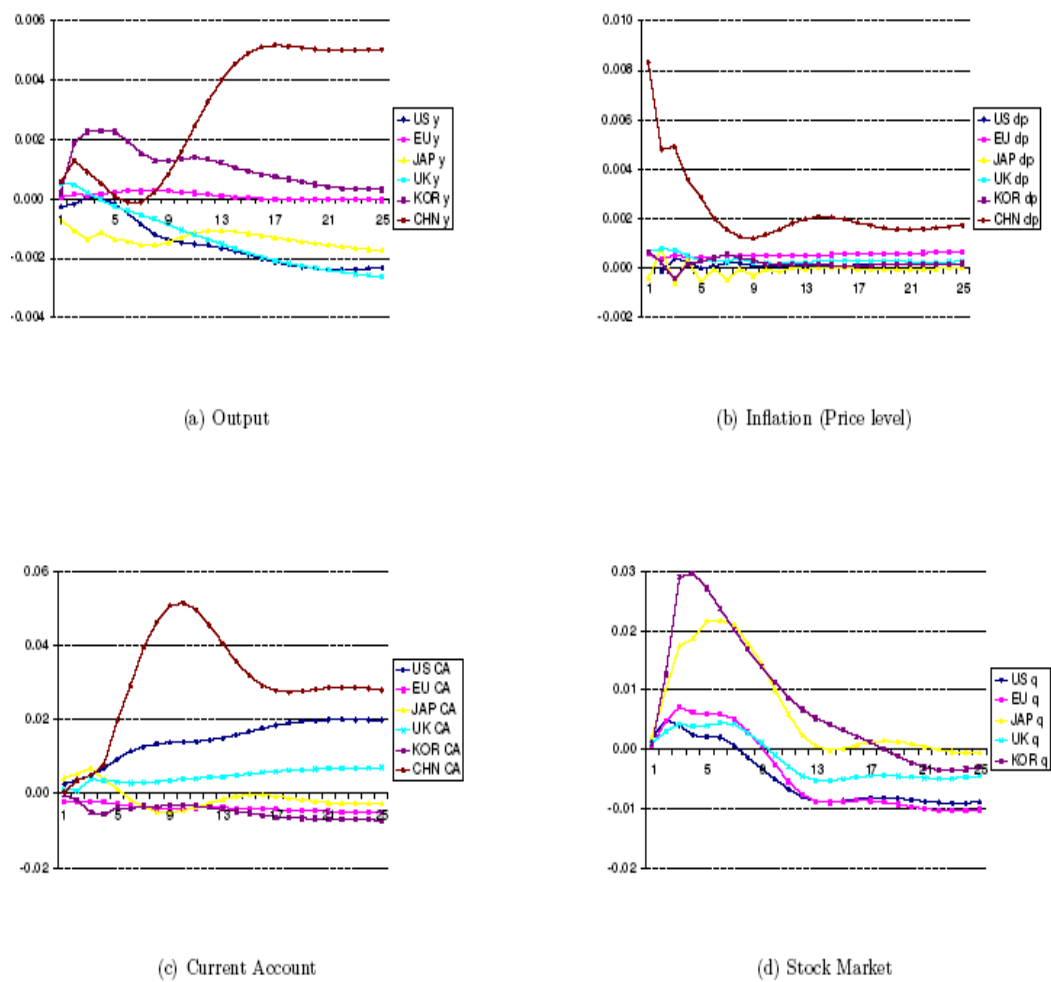 0.006
0.004
0.002
0.000
-0.002
-0.004
1 5 9 13 17 21 25
US y
EU y
JAP y
UK y
KOR y
CHN y
(a) Output
0.010
0.008
0.006
0.004
0.002
0.000
-0.002
1 5 9 13 17 21 25
US dp
EU dp
JAP dp
UK dp
KOR dp
CHN dp
(b) Inflation (Price level)
0.06
0.04
0.02
0.00
-0.02
1 5 9 13 17 21 25
US CA
EU CA
JAP CA
UK CA
KOR CA
CHN CA
(c) Current Account
0.03
0.02
0.01
0.00
-0.01
-0.02
1 5 9 13 17 21 25
US q
EU q
JAP q
UK q
KOR q
(d) Stock Market